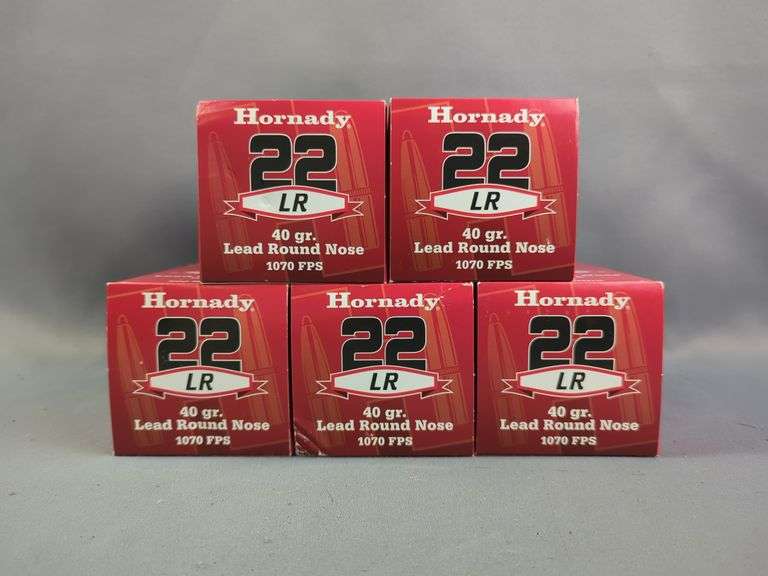 Hornady®
22
LR
40 gr.
Lead Round Nose
1070 FPS
Hornady®
22
LR
40 gr.
Lead Round Nose
1070 FPS
Hornady®
22
LR
40 gr.
Lead Round Nose
1070 FPS
Hornady®
22
LR
40 gr.
Lead Round Nose
1070 FPS
Hornady®
22
LR
40 gr.
Lead Round Nose
1070 FPS